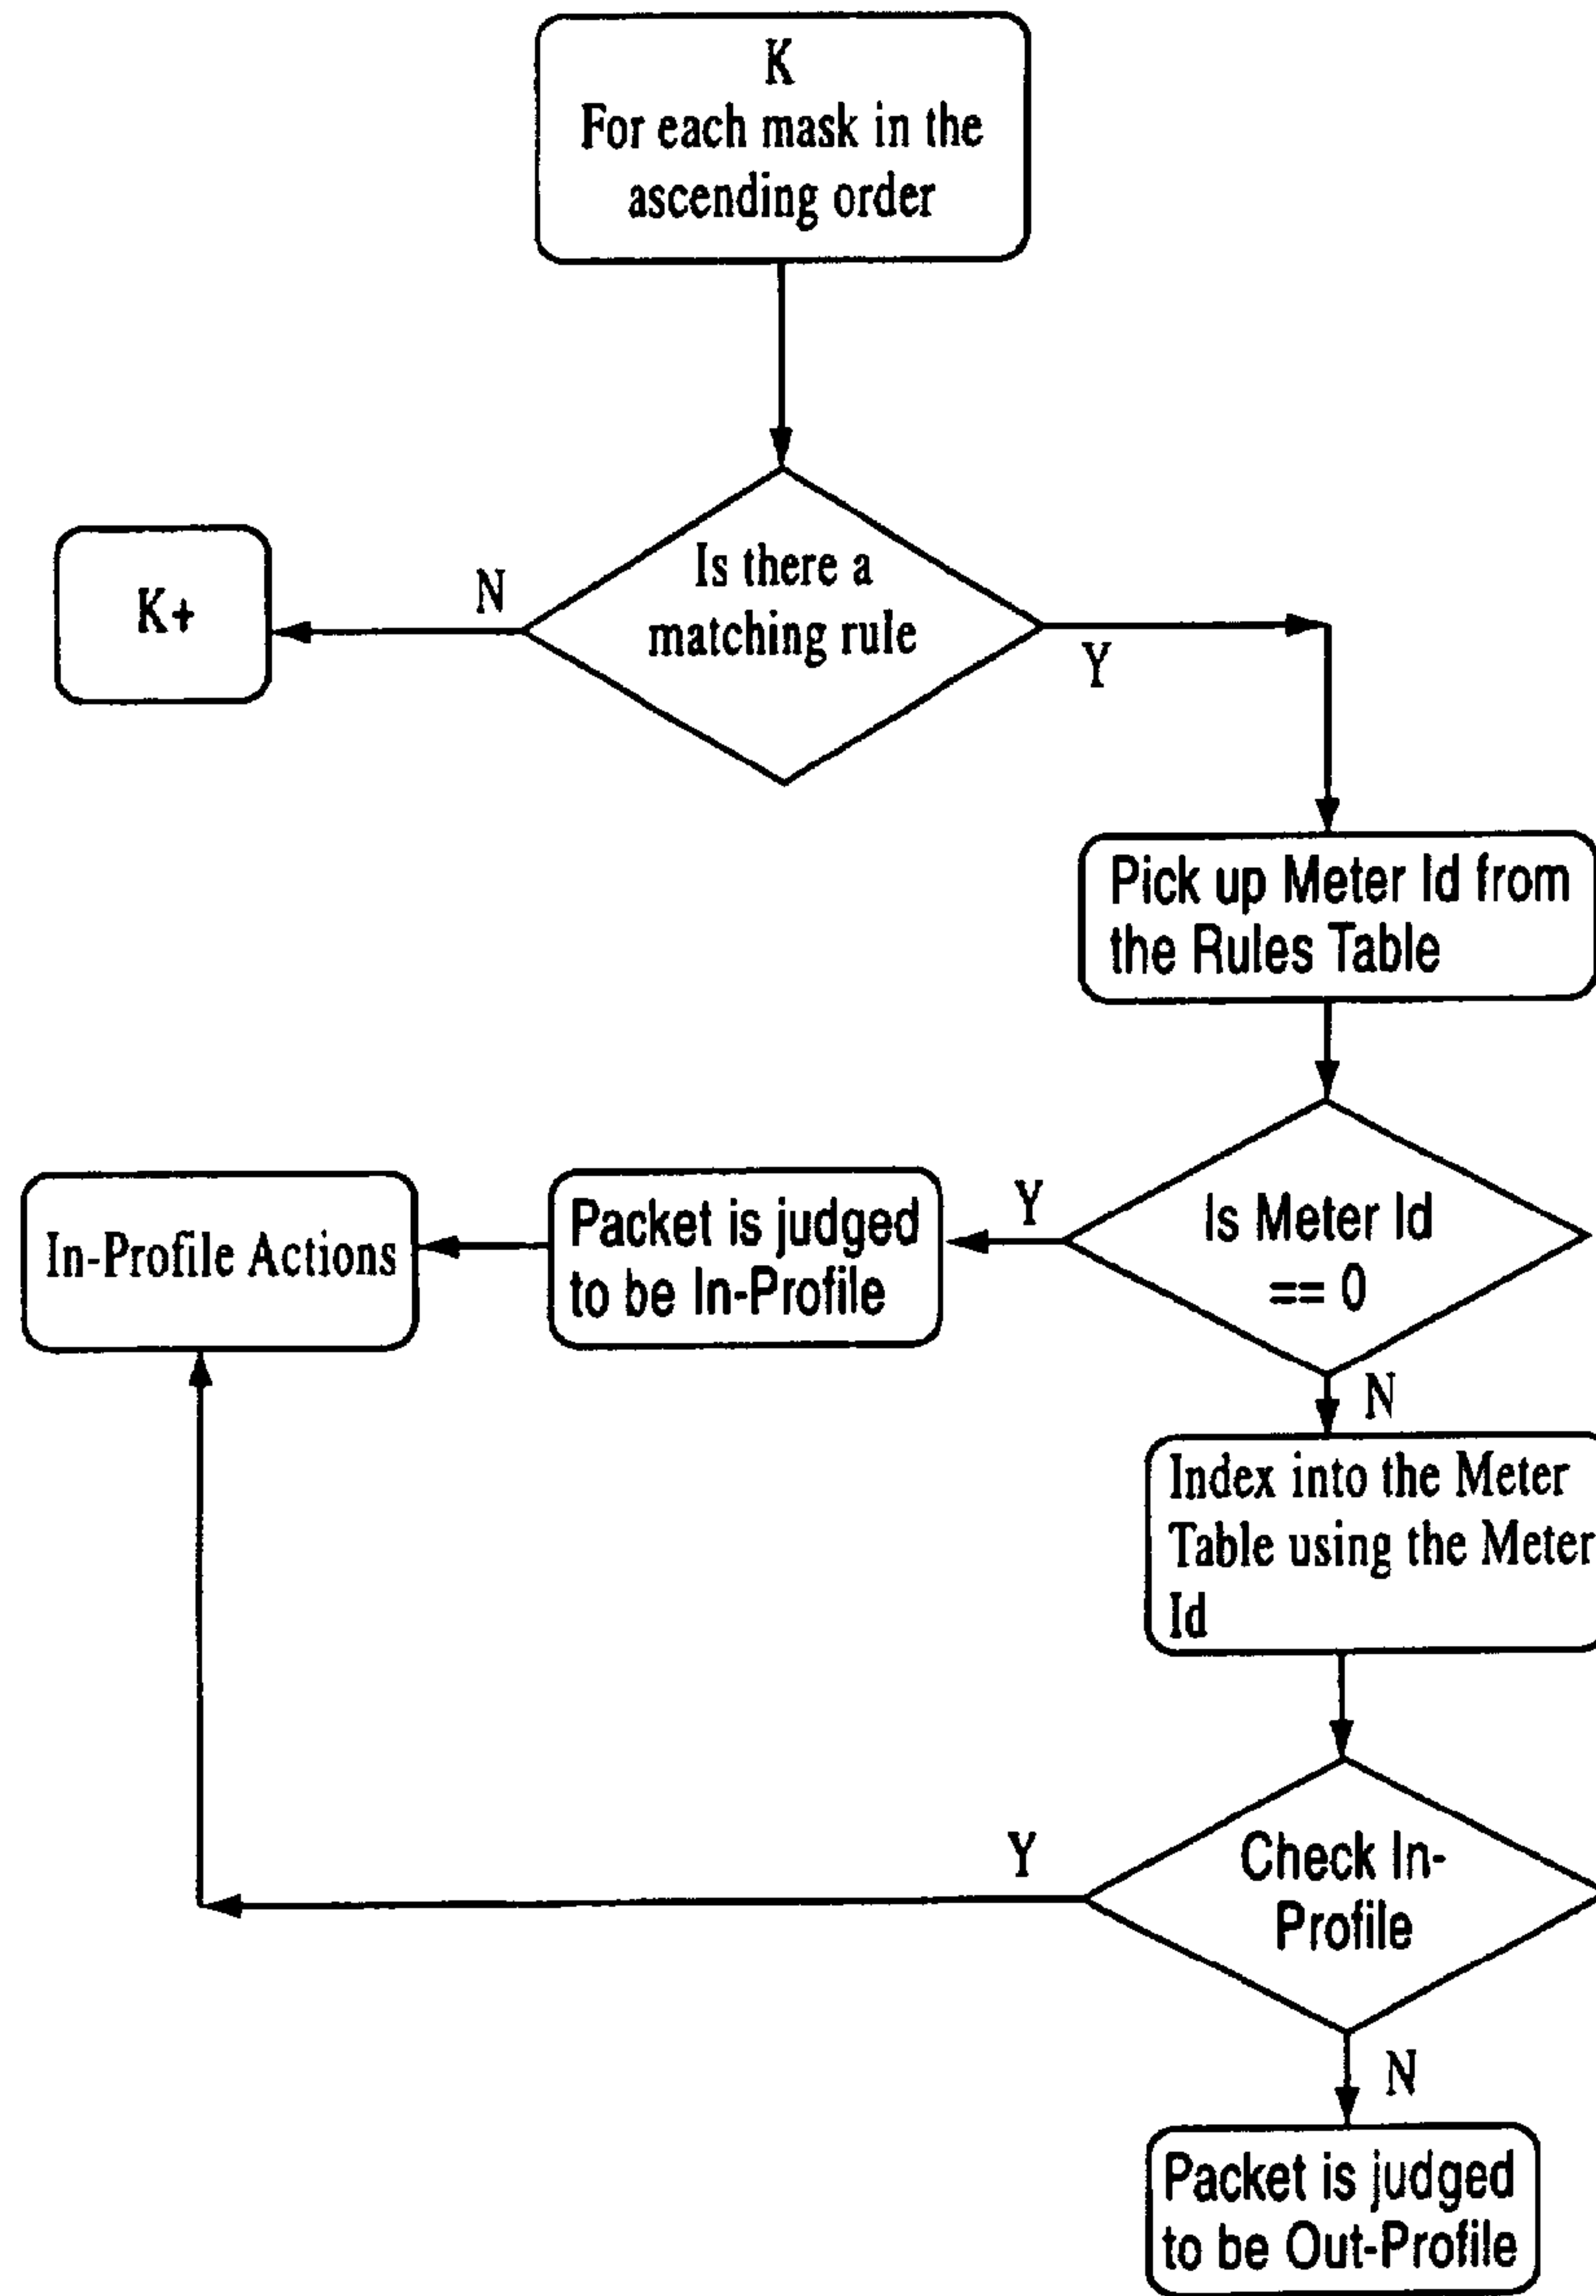 K
For each mask in the
ascending order
Is there a
matching rule
N
K+
Y
Pick up Meter Id from
the Rules Table
Is Meter Id
== 0
Y
Packet is judged
to be In-Profile
In-Profile Actions
N
Index into the Meter
Table using the Meter
Id
Check In-
Profile
Y
N
Packet is judged
to be Out-Profile